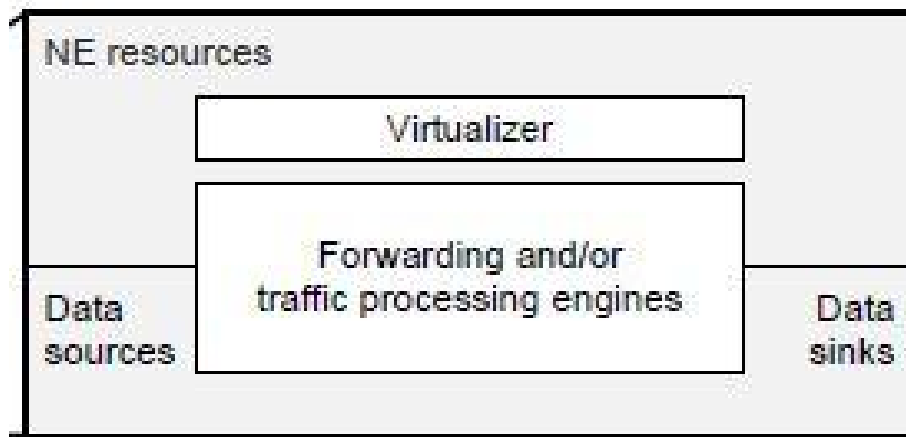 NE resources
Virtualizer
Forwarding and/or
traffic processing engines
Data
sources
Data
sinks